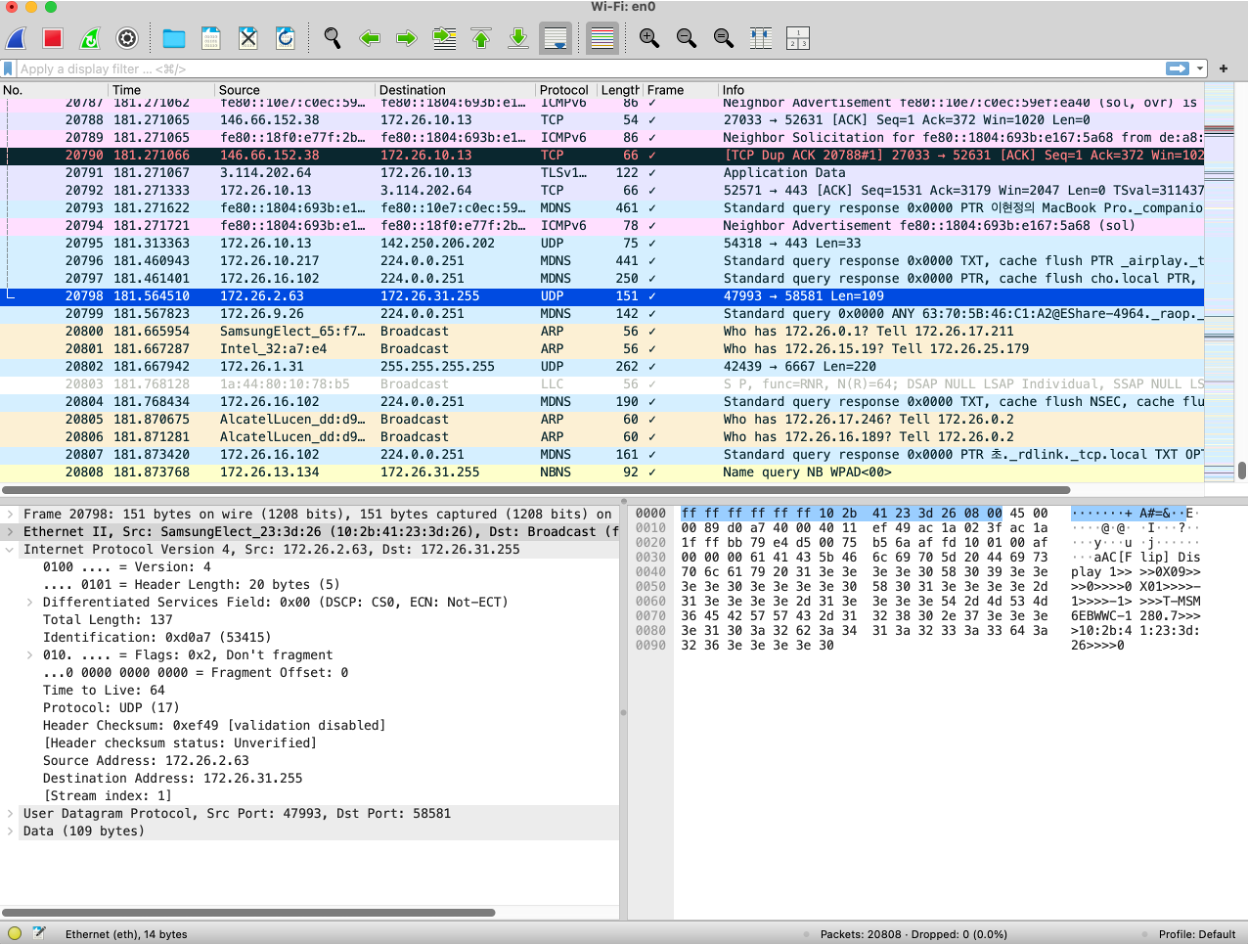 Wi-Fi: en0
Apply a display filter ... <⌘/>
No. Time Source Destination Protocol Length Frame Info
20787 181.271062 fe80::10e7:c0ec:59… fe80::1804:693b:e1… ICMPv6 86 ✓ Neighbor Advertisement fe80::10e7:c0ec:59ef:ea40 (sol, ovr) is
20788 181.271065 146.66.152.38 172.26.10.13 TCP 54 ✓ 27033 → 52631 [ACK] Seq=1 Ack=372 Win=1020 Len=0
20789 181.271065 fe80::18f0:e77f:2b… fe80::1804:693b:e1… ICMPv6 86 ✓ Neighbor Solicitation for fe80::1804:693b:e167:5a68 from de:a8:
20790 181.271066 146.66.152.38 172.26.10.13 TCP 66 ✓ [TCP Dup ACK 20788#1] 27033 → 52631 [ACK] Seq=1 Ack=372 Win=102
20791 181.271067 3.114.202.64 172.26.10.13 TLSv1… 122 ✓ Application Data
20792 181.271333 172.26.10.13 3.114.202.64 TCP 66 ✓ 52571 → 443 [ACK] Seq=1531 Ack=3179 Win=2047 Len=0 TSval=311437
20793 181.271622 fe80::1804:693b:e1… fe80::10e7:c0ec:59… MDNS 461 ✓ Standard query response 0x0000 PTR 이현정의 MacBook Pro._companio
20794 181.271721 fe80::1804:693b:e1… fe80::18f0:e77f:2b… ICMPv6 78 ✓ Neighbor Advertisement fe80::1804:693b:e167:5a68 (sol)
20795 181.313363 172.26.10.13 142.250.206.202 UDP 75 ✓ 54318 → 443 Len=33
20796 181.460943 172.26.10.217 224.0.0.251 MDNS 441 ✓ Standard query response 0x0000 TXT, cache flush PTR _airplay._t
20797 181.461401 172.26.16.102 224.0.0.251 MDNS 250 ✓ Standard query response 0x0000 PTR, cache flush cho.local PTR,
20798 181.564510 172.26.2.63 172.26.31.255 UDP 151 ✓ 47993 → 58581 Len=109
20799 181.567823 172.26.9.26 224.0.0.251 MDNS 142 ✓ Standard query 0x0000 ANY 63:70:5B:46:C1:A2@EShare-4964._raop._
20800 181.665954 SamsungElect_65:f7… Broadcast ARP 56 ✓ Who has 172.26.0.1? Tell 172.26.17.211
20801 181.667287 Intel_32:a7:e4 Broadcast ARP 56 ✓ Who has 172.26.15.19? Tell 172.26.25.179
20802 181.667942 172.26.1.31 255.255.255.255 UDP 262 ✓ 42439 → 6667 Len=220
20803 181.768128 1a:44:80:10:78:b5 Broadcast LLC 56 ✓ S P, func=RNR, N(R)=64; DSAP NULL LSAP Individual, SSAP NULL LS
20804 181.768434 172.26.16.102 224.0.0.251 MDNS 190 ✓ Standard query response 0x0000 TXT, cache flush NSEC, cache flu
20805 181.870675 AlcatelLucen_dd:d9… Broadcast ARP 60 ✓ Who has 172.26.17.246? Tell 172.26.0.2
20806 181.871281 AlcatelLucen_dd:d9… Broadcast ARP 60 ✓ Who has 172.26.16.189? Tell 172.26.0.2
20807 181.873420 172.26.16.102 224.0.0.251 MDNS 161 ✓ Standard query response 0x0000 PTR 초._rdlink._tcp.local TXT OPT
20808 181.873768 172.26.13.134 172.26.31.255 NBNS 92 ✓ Name query NB WPAD<00>
Frame 20798: 151 bytes on wire (1208 bits), 151 bytes captured (1208 bits) on
Ethernet II, Src: SamsungElect_23:3d:26 (10:2b:41:23:3d:26), Dst: Broadcast (f
Internet Protocol Version 4, Src: 172.26.2.63, Dst: 172.26.31.255
0100 .... = Version: 4
.... 0101 = Header Length: 20 bytes (5)
Differentiated Services Field: 0x00 (DSCP: CS0, ECN: Not-ECT)
Total Length: 137
Identification: 0xd0a7 (53415)
010. .... = Flags: 0x2, Don't fragment
...0 0000 0000 0000 = Fragment Offset: 0
Time to Live: 64
Protocol: UDP (17)
Header Checksum: 0xef49 [validation disabled]
[Header checksum status: Unverified]
Source Address: 172.26.2.63
Destination Address: 172.26.31.255
[Stream index: 1]
User Datagram Protocol, Src Port: 47993, Dst Port: 58581
Data (109 bytes)
0000 ff ff ff ff ff ff 10 2b 41 23 3d 26 08 00 45 00 ·······+ A#=&··E·
0010 00 89 d0 a7 40 00 40 11 ef 49 ac 1a 02 3f ac 1a ····@·@· ·I···?··
0020 1f ff bb 79 e4 d5 00 75 b5 6a af fd 10 01 00 af ···y···u ·j······
0030 00 00 00 61 41 43 5b 46 6c 69 70 5d 20 44 69 73 ···aAC[F lip] Dis
0040 70 6c 61 79 20 31 3e 3e 3e 3e 30 58 30 39 3e 3e play 1>> >>0X09>>
0050 3e 3e 30 3e 3e 3e 3e 30 58 30 31 3e 3e 3e 3e 2d >>0>>>>0 X01>>>>-
0060 31 3e 3e 3e 3e 2d 31 3e 3e 3e 3e 54 2d 4d 53 4d 1>>>>-1> >>>T-MSM
0070 36 45 42 57 57 43 2d 31 32 38 30 2e 37 3e 3e 3e 6EBWWC-1 280.7>>>
0080 3e 31 30 3a 32 62 3a 34 31 3a 32 33 3a 33 64 3a >10:2b:4 1:23:3d:
0090 32 36 3e 3e 3e 3e 30 26>>>>0
Ethernet (eth), 14 bytes
Packets: 20808 · Dropped: 0 (0.0%)
Profile: Default